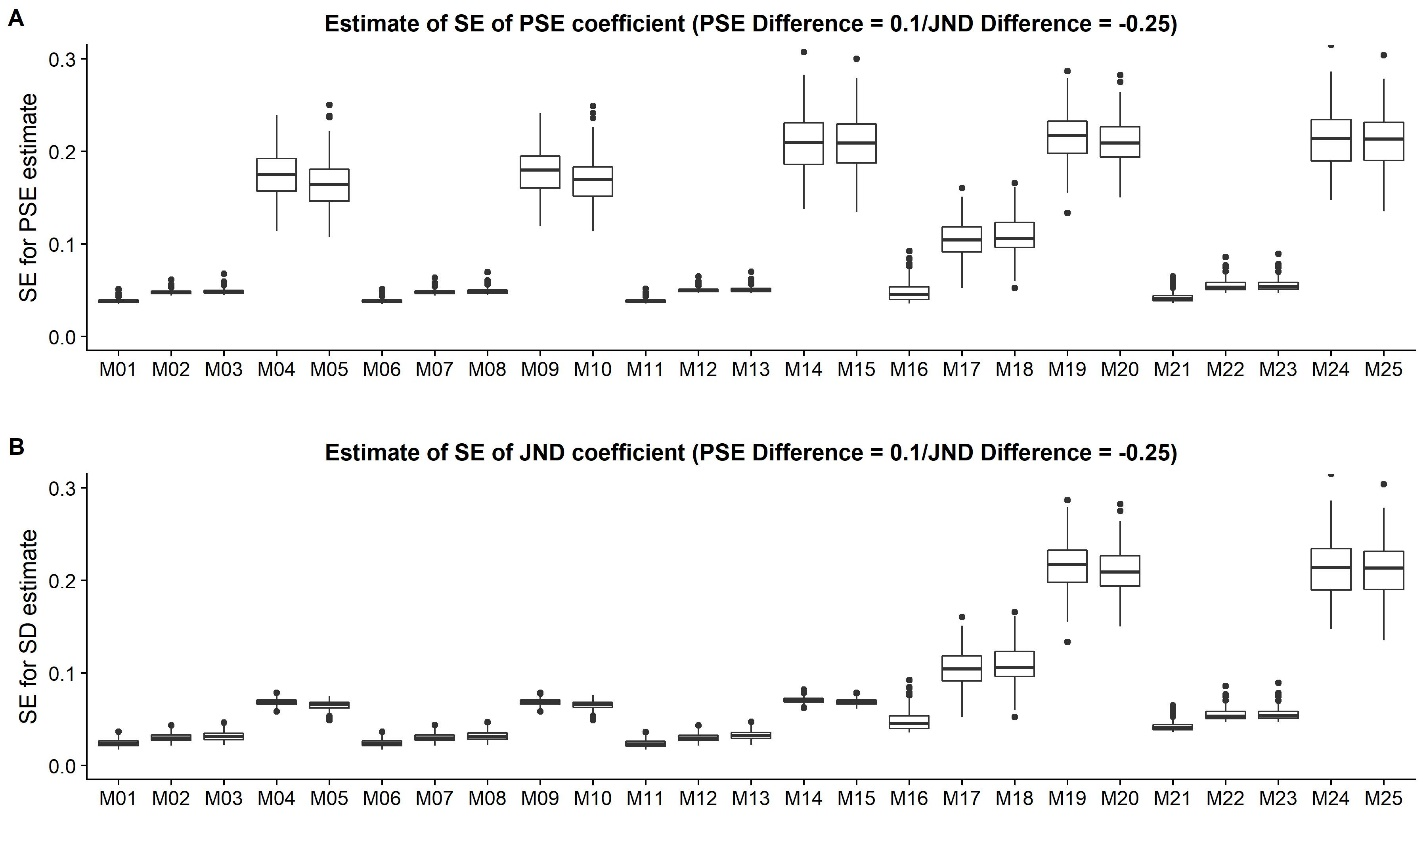 A
Estimate of SE of PSE coefficient (PSE Difference = 0.1/JND Difference = -0.25)
SE for PSE estimate
0.3
0.2
0.1
0.0
M01 M02 M03 M04 M05 M06 M07 M08 M09 M10 M11 M12 M13 M14 M15 M16 M17 M18 M19 M20 M21 M22 M23 M24 M25
B
Estimate of SE of JND coefficient (PSE Difference = 0.1/JND Difference = -0.25)
SE for SD estimate
0.3
0.2
0.1
0.0
M01 M02 M03 M04 M05 M06 M07 M08 M09 M10 M11 M12 M13 M14 M15 M16 M17 M18 M19 M20 M21 M22 M23 M24 M25